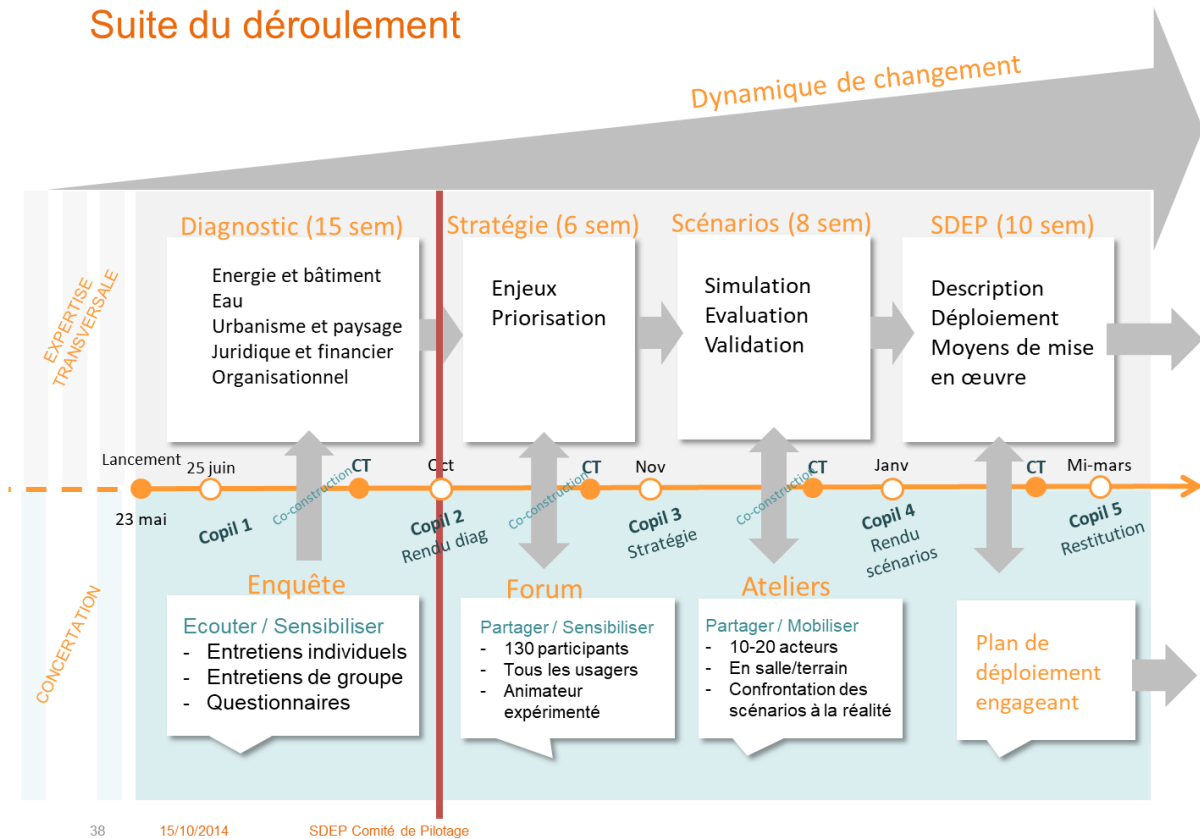 Suite du déroulement
Dynamique de changement
EXPERTISE
TRANSVERSALE
Diagnostic (15 sem)
Energie et bâtiment
Eau
Urbanisme et paysage
Juridique et financier
Organisationnel
Stratégie (6 sem)
Enjeux
Priorisation
Scénarios (8 sem)
Simulation
Evaluation
Validation
SDEP (10 sem)
Description
Déploiement
Moyens de mise
en œuvre
Lancement
25 juin
CT
Oct
CT
Nov
CT
Janv
CT
Mi-mars
23 mai
Copil 1
Co-construction
Copil 2
Rendu diag
Co-construction
Copil 3
Stratégie
Co-construction
Copil 4
Rendu
scénarios
Copil 5
Restitution
CONCERTATION
Enquête
Ecouter / Sensibiliser
- Entretiens individuels
- Entretiens de groupe
- Questionnaires
Forum
Partager / Sensibiliser
- 130 participants
- Tous les usagers
- Animateur
expérimenté
Ateliers
Partager / Mobiliser
- 10-20 acteurs
- En salle/terrain
- Confrontation des
scénarios à la réalité
Plan de
déploiement
engageant
38 15/10/2014 SDEP Comité de Pilotage